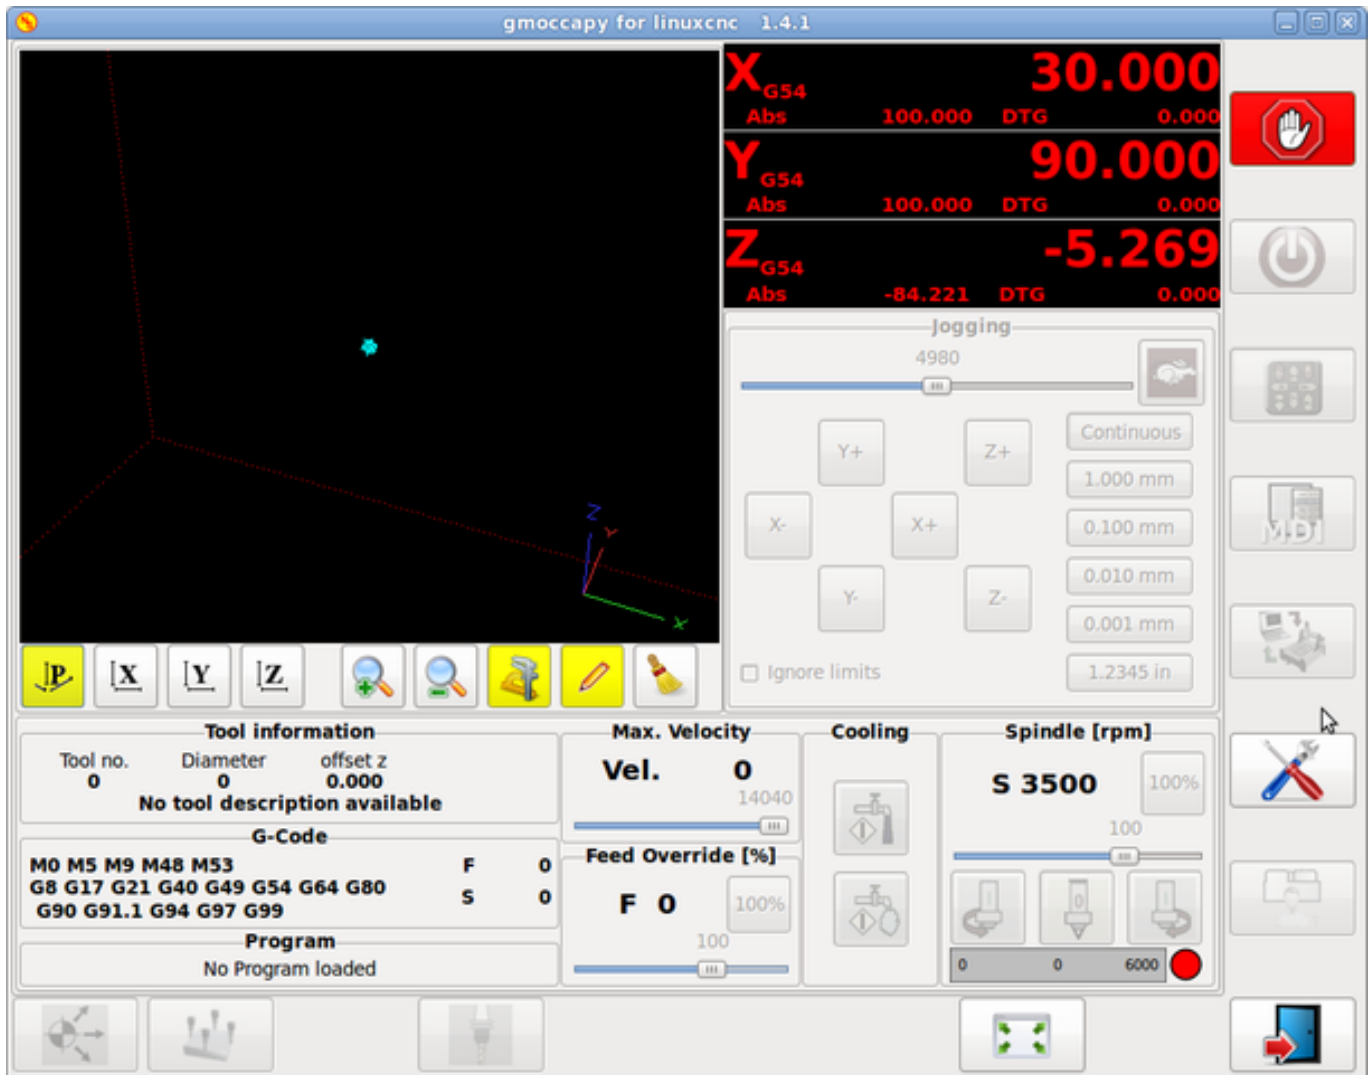 gmoccapy for linuxcnc 1.4.1
X G54 30.000
Abs 100.000 DTG 0.000
Y G54 90.000
Abs 100.000 DTG 0.000
Z G54 -5.269
Abs -84.221 DTG 0.000
Jogging
4980
Continuous
Y+ Z+
1.000 mm
X- X+
0.100 mm
0.010 mm
Y- Z-
0.001 mm
Ignore limits
1.2345 in
MDI
Z
Y
X
P X Y Z
Tool information
Tool no. Diameter offset z
0 0 0.000
No tool description available
G-Code
M0 M5 M9 M48 M53
G8 G17 G21 G40 G49 G54 G64 G80
G90 G91.1 G94 G97 G99
F 0
S 0
Program
No Program loaded
Max. Velocity
Vel. 0
14040
Feed Override [%]
F 0 100%
100
Cooling
Spindle [rpm]
S 3500 100%
100
0 0 6000